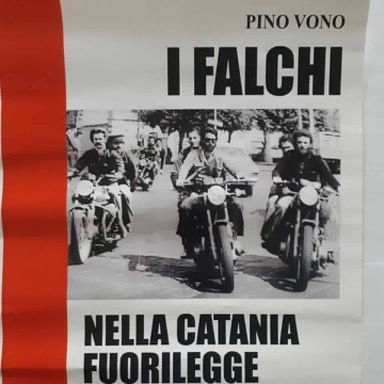 PINO VONO
I FALCHI
NELLA CATANIA
FUORILEGGE